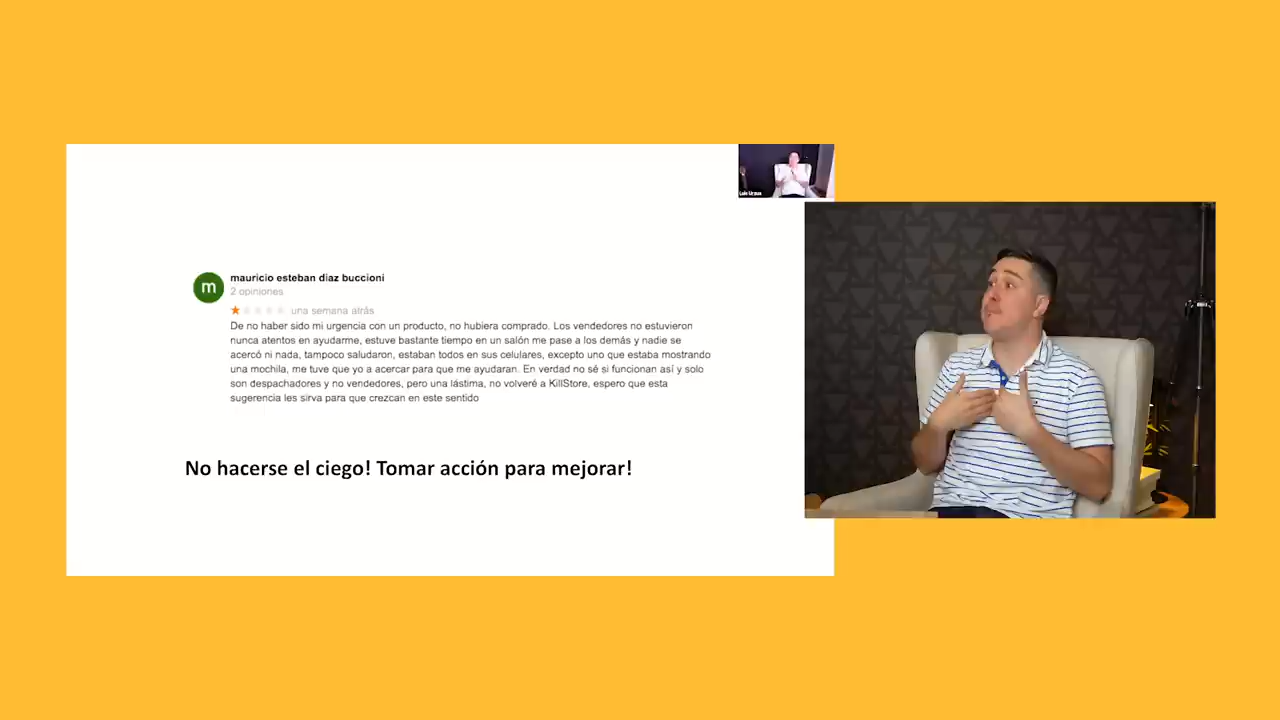 Luis Urzua
m
mauricio esteban diaz buccioni
2 opiniones
una semana atrás
De no haber sido mi urgencia con un producto, no hubiera comprado. Los vendedores no estuvieron
nunca atentos en ayudarme, estuve bastante tiempo en un salón me pase a los demás y nadie se
acercó ni nada, tampoco saludaron, estaban todos en sus celulares, excepto uno que estaba mostrando
una mochila, me tuve que yo a acercar para que me ayudaran. En verdad no sé si funcionan así y solo
son despachadores y no vendedores, pero una lástima, no volveré a KillStore, espero que esta
sugerencia les sirva para que crezcan en este sentido
No hacerse el ciego! Tomar acción para mejorar!